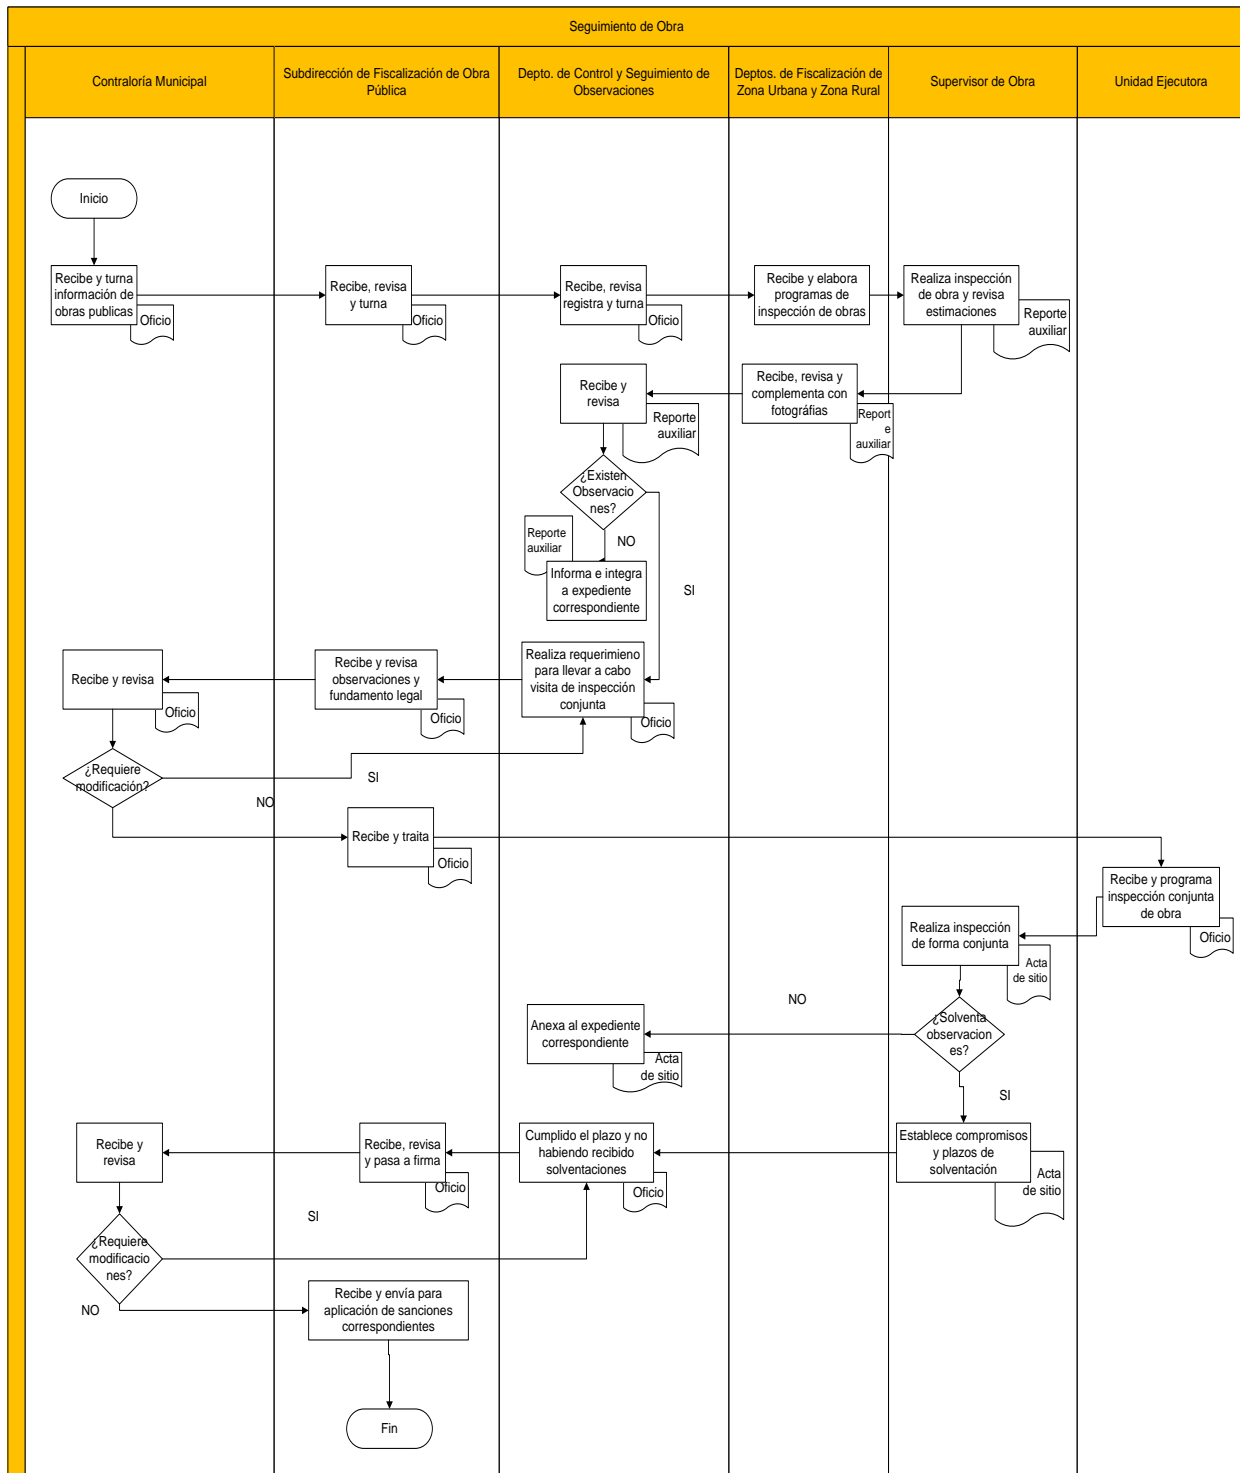 Seguimiento de Obra
Contraloría Municipal
Subdirección de Fiscalización de Obra
Pública
Depto. de Control y Seguimiento de
Observaciones
Deptos. de Fiscalización de
Zona Urbana y Zona Rural
Supervisor de Obra
Unidad Ejecutora
Inicio
Recibe y turna
información de
obras publicas
Oficio
Recibe, revisa
y turna
Oficio
Recibe, revisa
registra y turna
Oficio
Recibe y elabora
programas de
inspección de obras
Realiza inspección
de obra y revisa
estimaciones
Reporte
auxiliar
Recibe y
revisa
Reporte
auxiliar
Recibe, revisa y
complementa con
fotográfias
Report
e
auxiliar
¿Existen
Observacio
nes?
Reporte
auxiliar
NO
Informa e integra
a expediente
correspondiente
SI
Recibe y revisa
Oficio
Recibe y revisa
observaciones y
fundamento legal
Oficio
Realiza requerimieno
para llevar a cabo
visita de inspección
conjunta
Oficio
¿Requiere
modificación?
SI
NO
Recibe y traita
Oficio
Recibe y programa
inspección conjunta
de obra
Oficio
Realiza inspección
de forma conjunta
Acta
de sitio
NO
Anexa al expediente
correspondiente
Acta
de sitio
¿Solventa
observacion
es?
SI
Recibe y
revisa
Recibe, revisa
y pasa a firma
Oficio
Cumplido el plazo y no
habiendo recibido
solventaciones
Oficio
Establece compromisos
y plazos de
solventación
Acta
de sitio
SI
¿Requiere
modificacio
nes?
NO
Recibe y envía para
aplicación de sanciones
correspondientes
Fin